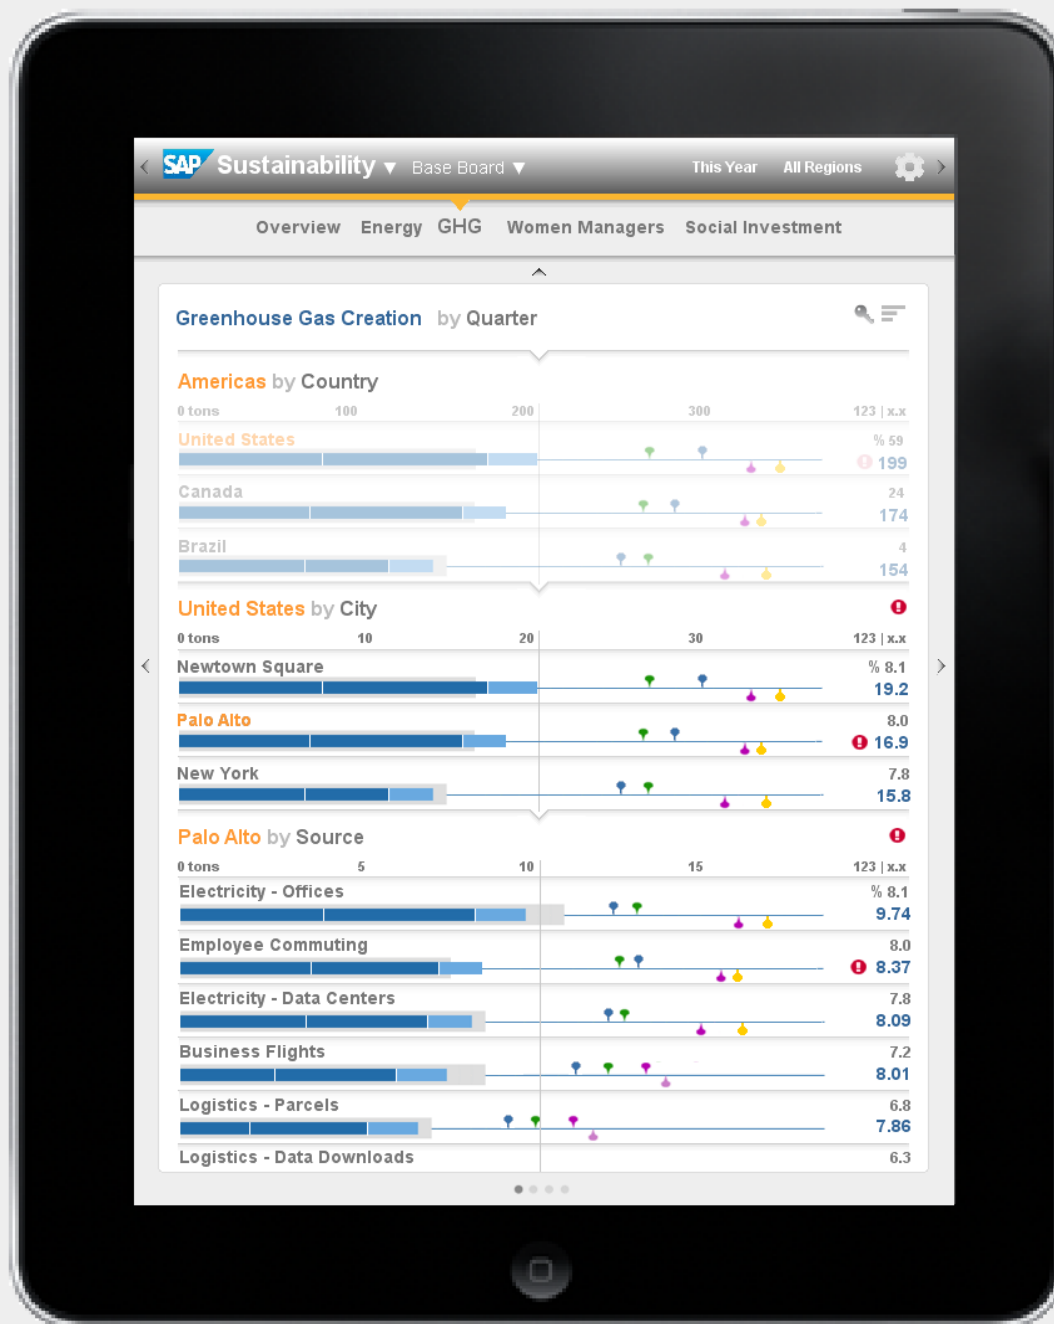 SAP Sustainability ▼ Base Board ▼ This Year All Regions
Overview Energy GHG Women Managers Social Investment
Greenhouse Gas Creation by Quarter
Americas by Country
0 tons 100 200 300 123 | x.x
United States % 59
199
Canada 24
174
Brazil 4
154
United States by City
0 tons 10 20 30 123 | x.x
Newtown Square % 8.1
19.2
Palo Alto 8.0
16.9
New York 7.8
15.8
Palo Alto by Source
0 tons 5 10 15 123 | x.x
Electricity - Offices % 8.1
9.74
Employee Commuting 8.0
8.37
Electricity - Data Centers 7.8
8.09
Business Flights 7.2
8.01
Logistics - Parcels 6.8
7.86
Logistics - Data Downloads 6.3